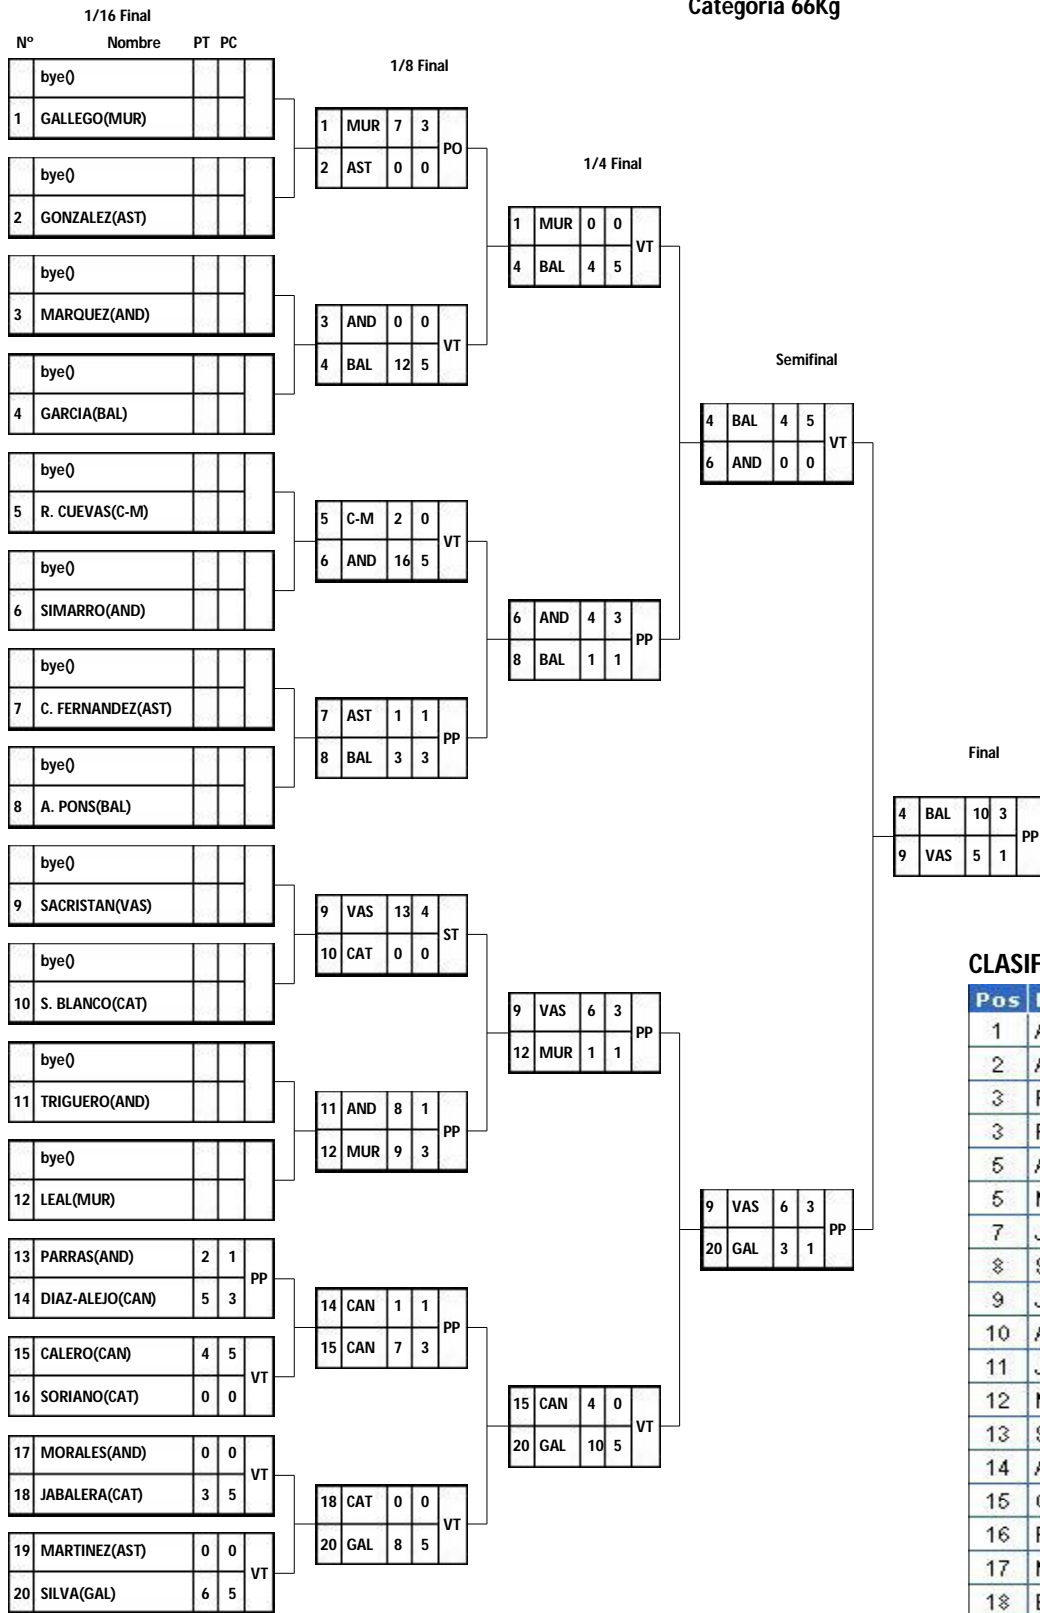 Categoria 66Kg
1/16 Final
Nº Nombre PT PC
bye()
1 GALLEGO(MUR)
bye()
2 GONZALEZ(AST)
bye()
3 MARQUEZ(AND)
bye()
4 GARCIA(BAL)
bye()
5 R. CUEVAS(C-M)
bye()
6 SIMARRO(AND)
bye()
7 C. FERNANDEZ(AST)
bye()
8 A. PONS(BAL)
bye()
9 SACRISTAN(VAS)
bye()
10 S. BLANCO(CAT)
bye()
11 TRIGUERO(AND)
bye()
12 LEAL(MUR)
13 PARRAS(AND) 2 1
PP
14 DIAZ-ALEJO(CAN) 5 3
15 CALERO(CAN) 4 5
VT
16 SORIANO(CAT) 0 0
17 MORALES(AND) 0 0
VT
18 JABALERA(CAT) 3 5
19 MARTINEZ(AST) 0 0
VT
20 SILVA(GAL) 6 5
1/8 Final
1 MUR 7 3
PO
2 AST 0 0
3 AND 0 0
VT
4 BAL 12 5
5 C-M 2 0
VT
6 AND 16 5
7 AST 1 1
PP
8 BAL 3 3
9 VAS 13 4
ST
10 CAT 0 0
11 AND 8 1
PP
12 MUR 9 3
14 CAN 1 1
PP
15 CAN 7 3
18 CAT 0 0
VT
20 GAL 8 5
1/4 Final
1 MUR 0 0
VT
4 BAL 4 5
6 AND 4 3
PP
8 BAL 1 1
9 VAS 6 3
PP
12 MUR 1 1
15 CAN 4 0
VT
20 GAL 10 5
Semifinal
4 BAL 4 5
VT
6 AND 0 0
9 VAS 6 3
PP
20 GAL 3 1
Final
4 BAL 10 3
PP
9 VAS 5 1
CLASIF
Pos
1
2
3
3
5
5
7
8
9
10
11
12
13
14
15
16
17
18